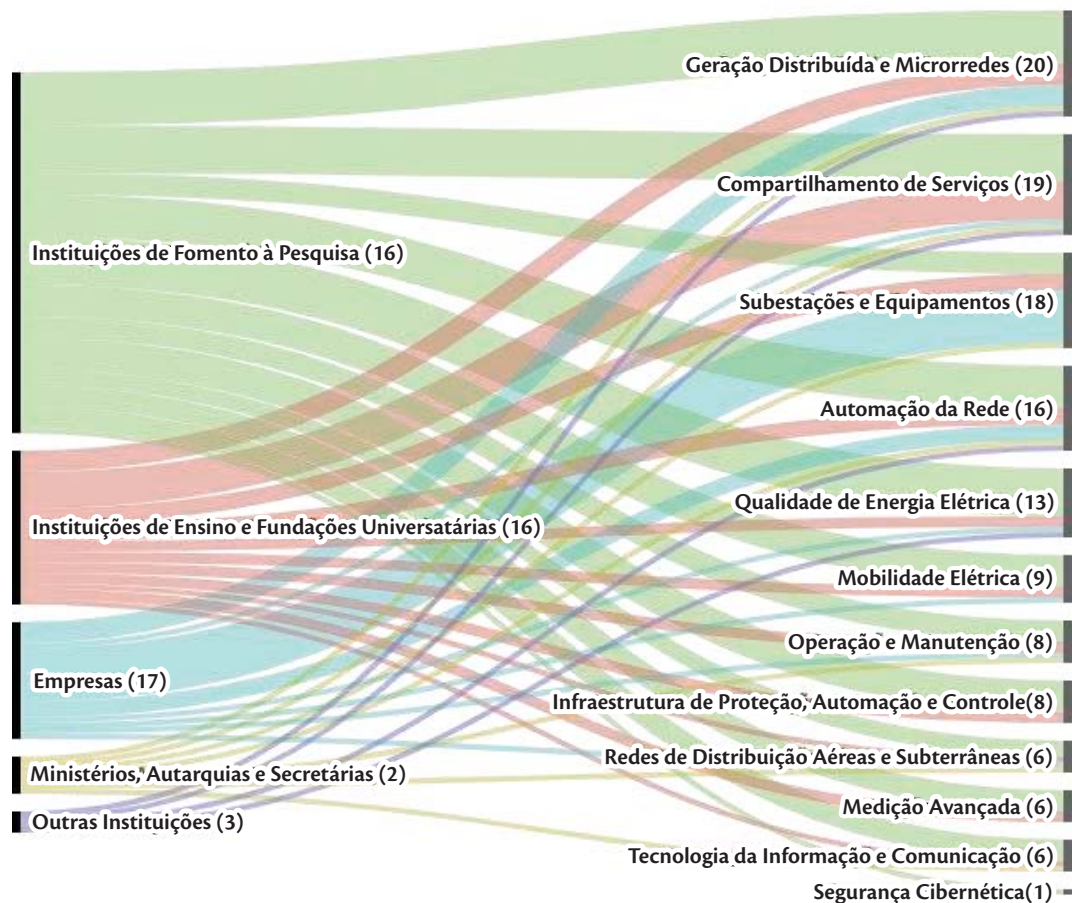 Geração Distribuída e Microrredes (20)
Compartilhamento de Serviços (19)
Instituições de Fomento à Pesquisa (16)
Subestações e Equipamentos (18)
Automação da Rede (16)
Qualidade de Energia Elétrica (13)
Instituições de Ensino e Fundações Universatárias (16)
Mobilidade Elétrica (9)
Operação e Manutenção (8)
Empresas (17)
Infraestrutura de Proteção, Automação e Controle(8)
Redes de Distribuição Aéreas e Subterrâneas (6)
Ministérios, Autarquias e Secretárias (2)
Medição Avançada (6)
Outras Instituições (3)
Tecnologia da Informação e Comunicação (6)
Segurança Cibernética(1)